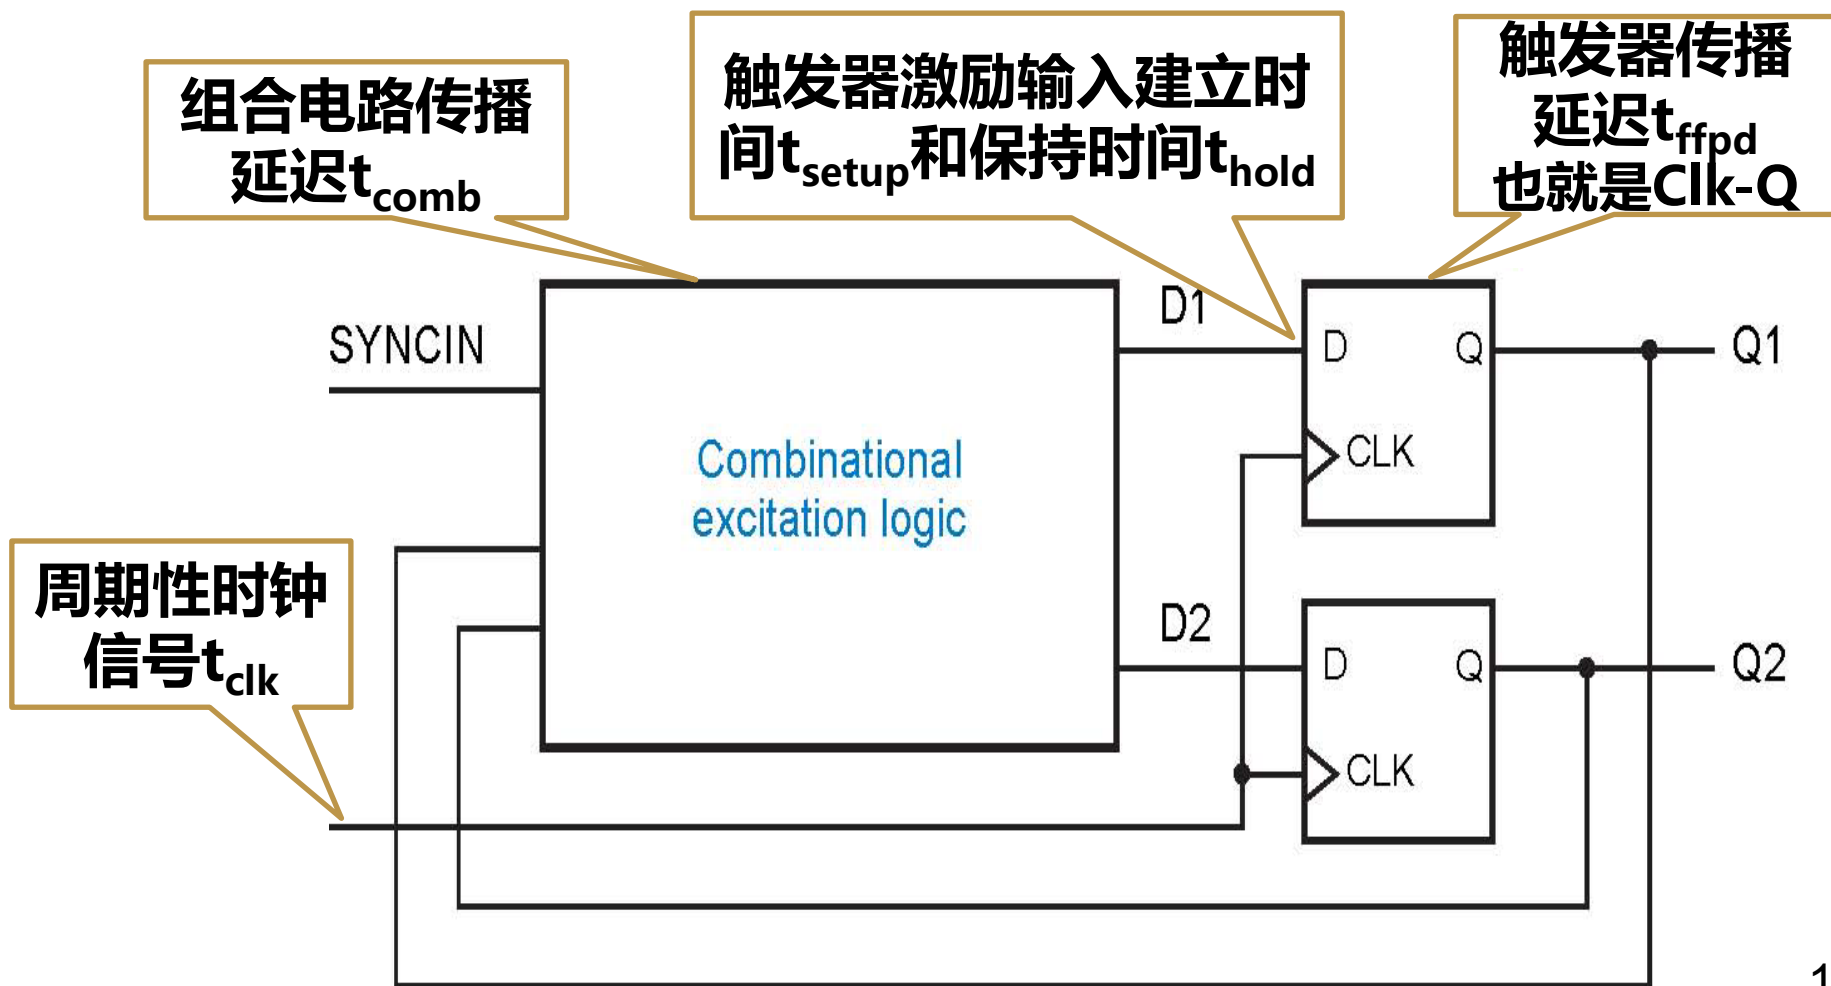 组合电路传播
延迟tcomb
触发器激励输入建立时
间tsetup和保持时间thold
触发器传播
延迟tffpd
也就是Clk-Q
SYNCIN
D1
D
Q
Q1
CLK
Combinational
excitation logic
周期性时钟
信号tclk
D2
D
Q
Q2
CLK
1